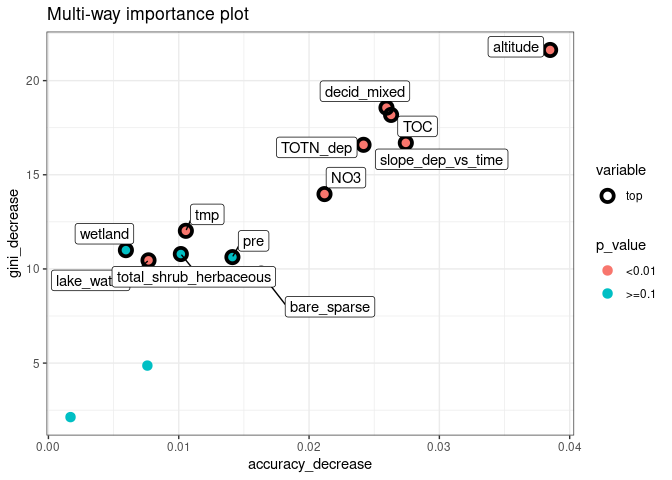 Multi-way importance plot
altitude
decid_mixed
TOC
TOTN_dep
slope_dep_vs_time
NO3
tmp
wetland
pre
total_shrub_herbaceous
bare_sparse
gini_decrease
20
15
10
5
0.00
0.01
0.02
0.03
0.04
accuracy_decrease
variable
top
p_value
<0.01
>=0.1